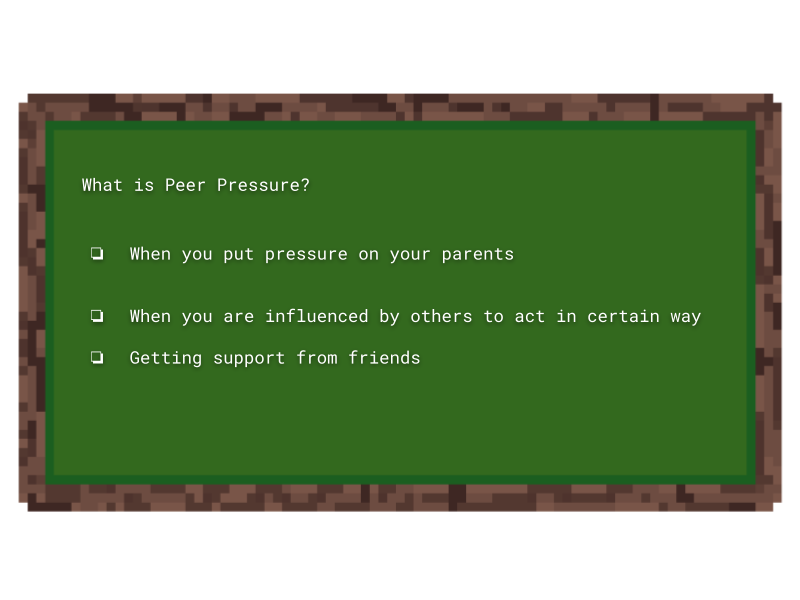 What is Peer Pressure?
❏ When you put pressure on your parents
❏ When you are influenced by others to act in certain way
❏ Getting support from friends